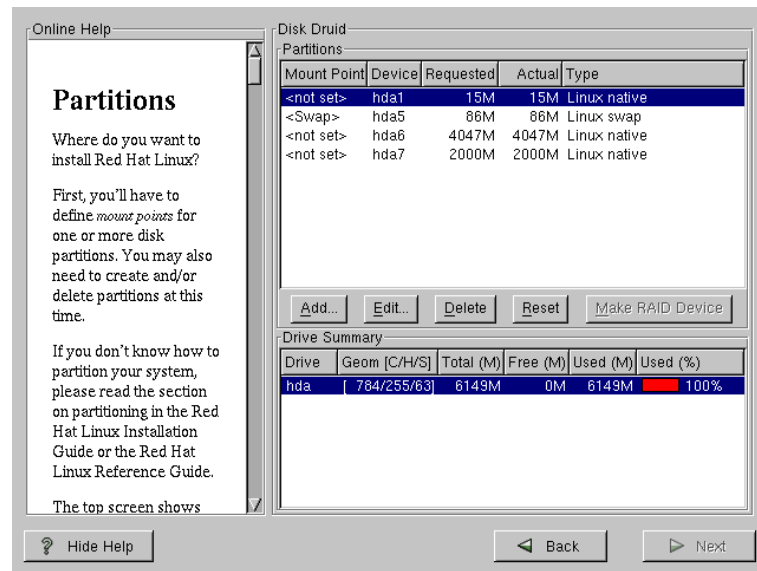 Online Help
Partitions
Where do you want to
install Red Hat Linux?
First, you'll have to
define mount points for
one or more disk
partitions. You may also
need to create and/or
delete partitions at this
time.
If you don't know how to
partition your system,
please read the section
on partitioning in the Red
Hat Linux Installation
Guide or the Red Hat
Linux Reference Guide.
The top screen shows
Disk Druid
Partitions
Mount Point Device Requested Actual Type
<not set> hda1 15M 15M Linux native
<Swap> hda5 86M 86M Linux swap
<not set> hda6 4047M 4047M Linux native
<not set> hda7 2000M 2000M Linux native
Add... Edit... Delete Reset Make RAID Device
Drive Summary
Drive Geom [C/H/S] Total (M) Free (M) Used (M) Used (%)
hda [ 784/255/63] 6149M 0M 6149M 100%
Hide Help Back Next